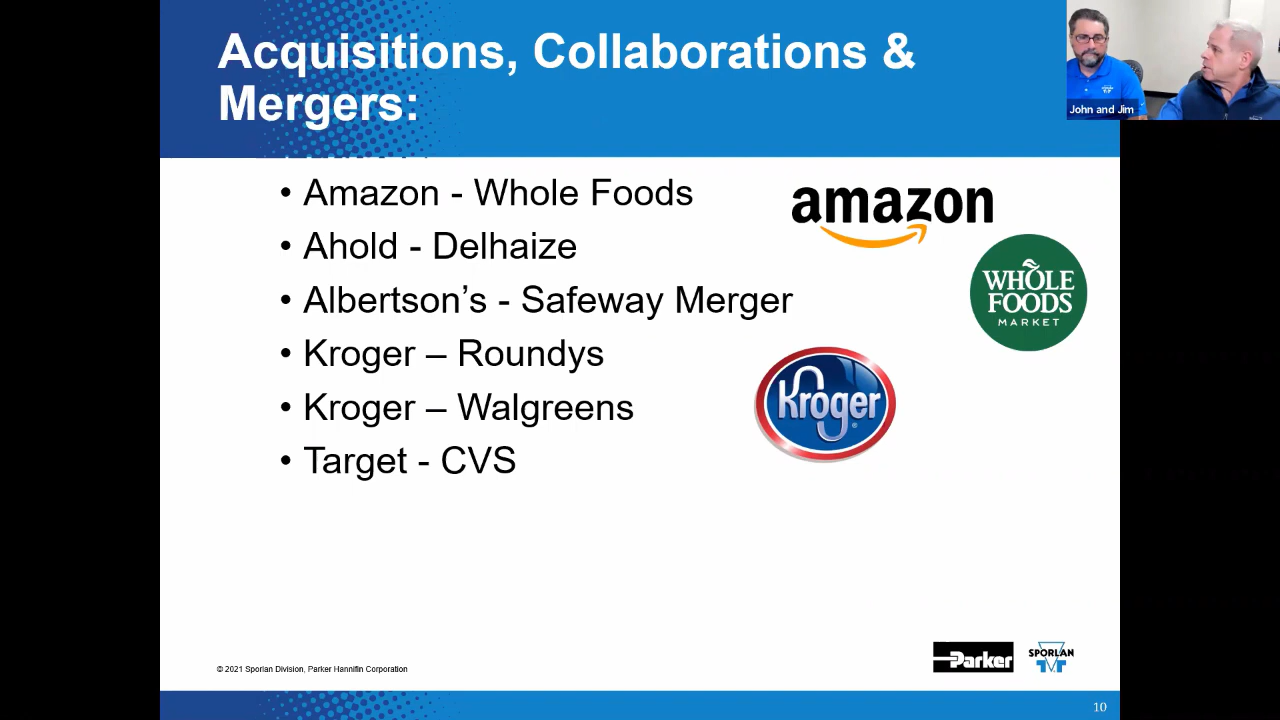 Acquisitions, Collaborations &
Mergers:
John and Jim
• Amazon - Whole Foods
• Ahold - Delhaize
• Albertson’s - Safeway Merger
• Kroger – Roundys
• Kroger – Walgreens
• Target - CVS
amazon
WHOLE
FOODS
MARKET
Kroger
© 2021 Sporlan Division, Parker Hannifin Corporation
Parker
SPORLAN
10